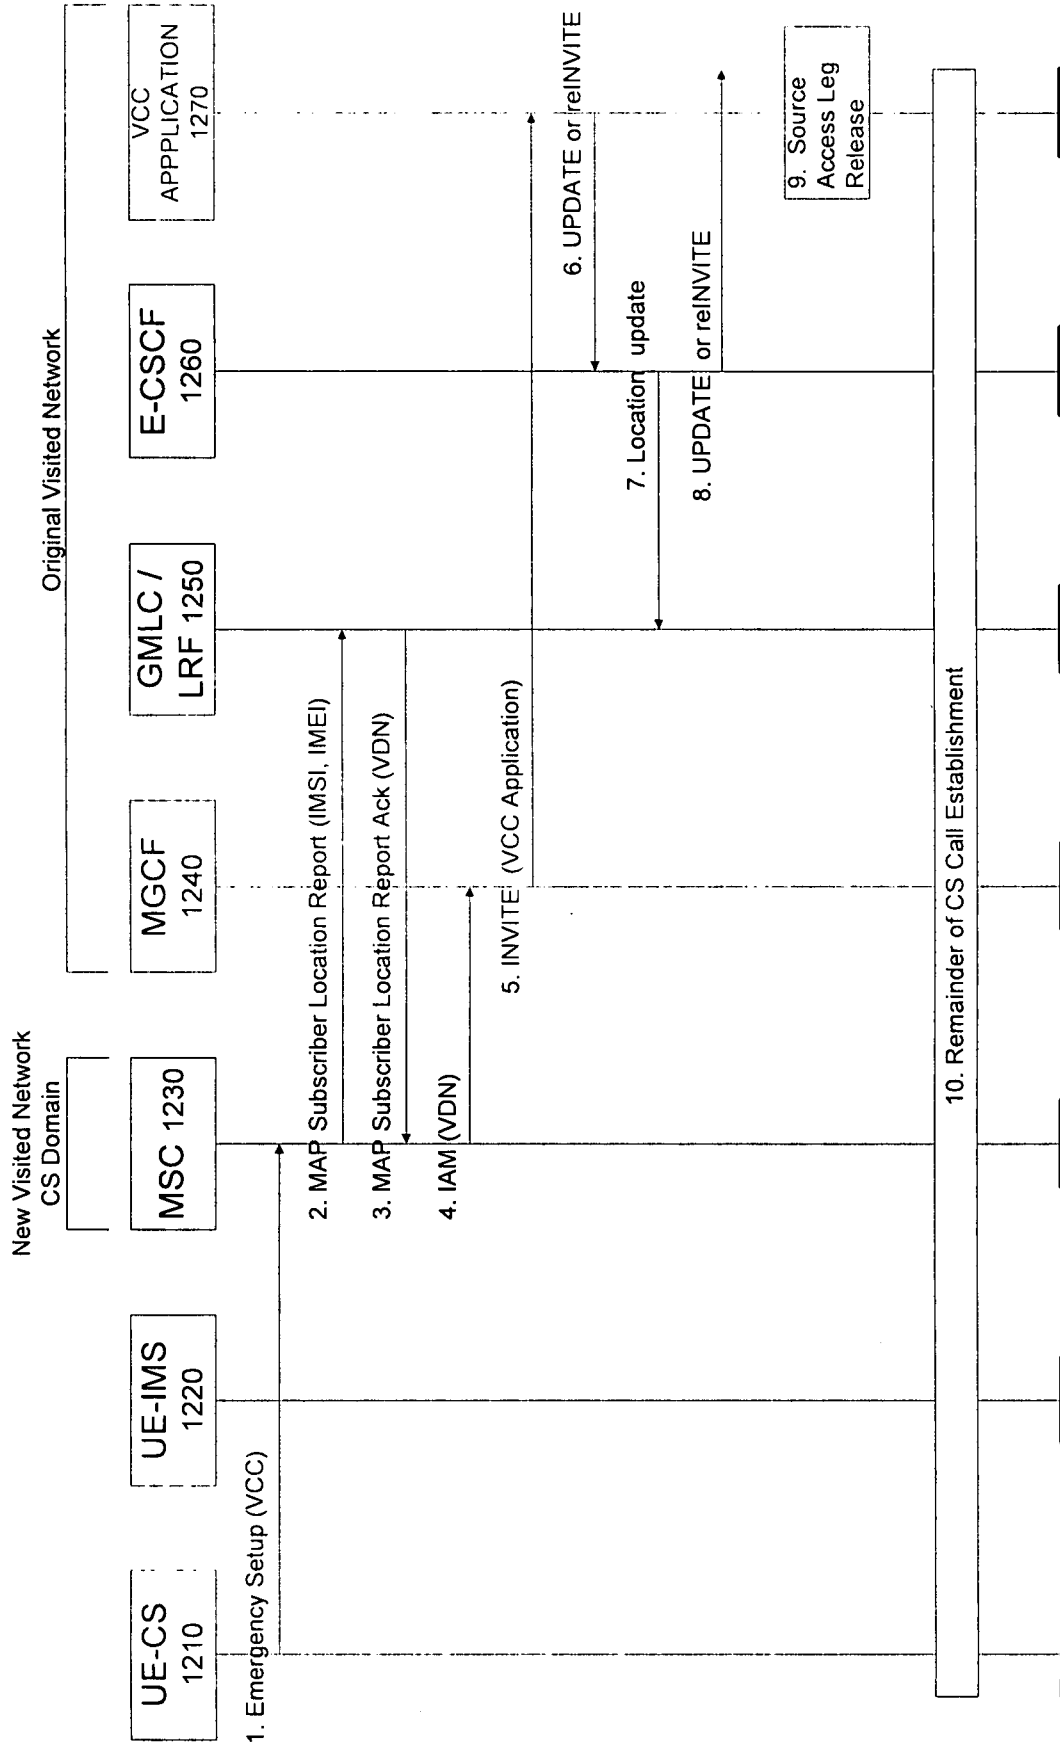 New Visited Network
CS Domain
Original Visited Network
UE-CS
1210
UE-IMS
1220
MSC 1230
MGCF
1240
GMLC /
LRF 1250
E-CSCF
1260
VCC
APPPLICATION
1270
1. Emergency Setup (VCC)
2. MAP Subscriber Location Report (IMSI, IMEI)
3. MAP Subscriber Location Report Ack (VDN)
4. IAM (VDN)
5. INVITE (VCC Application)
6. UPDATE or reINVITE
7. Location update
8. UPDATE or reINVITE
9. Source
Access Leg
Release
10. Remainder of CS Call Establishment